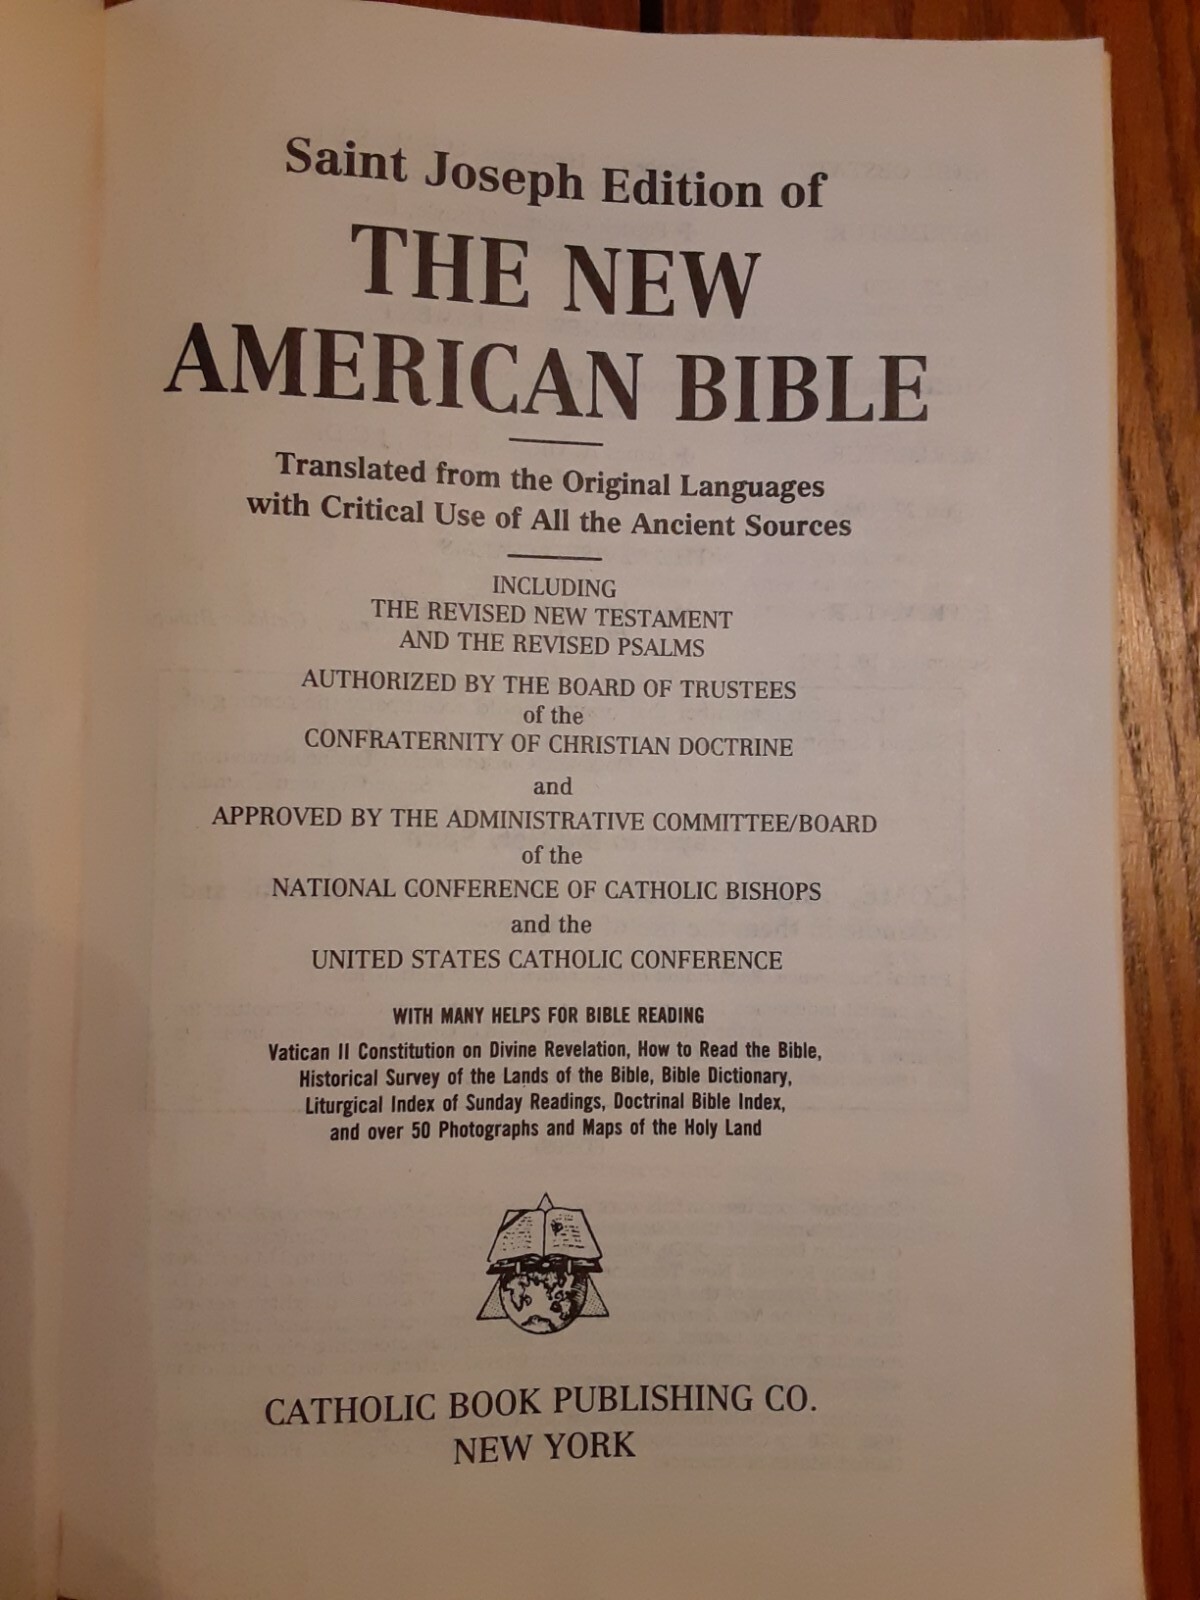 Saint Joseph Edition of
THE NEW
AMERICAN BIBLE
Translated from the Original Languages
with Critical Use of All the Ancient Sources
INCLUDING
THE REVISED NEW TESTAMENT
AND THE REVISED PSALMS
AUTHORIZED BY THE BOARD OF TRUSTEES
of the
CONFRATERNITY OF CHRISTIAN DOCTRINE
and
APPROVED BY THE ADMINISTRATIVE COMMITTEE/BOARD
of the
NATIONAL CONFERENCE OF CATHOLIC BISHOPS
and the
UNITED STATES CATHOLIC CONFERENCE
WITH MANY HELPS FOR BIBLE READING
Vatican II Constitution on Divine Revelation, How to Read the Bible,
Historical Survey of the Lands of the Bible, Bible Dictionary,
Liturgical Index of Sunday Readings, Doctrinal Bible Index,
and over 50 Photographs and Maps of the Holy Land
CATHOLIC BOOK PUBLISHING CO.
NEW YORK